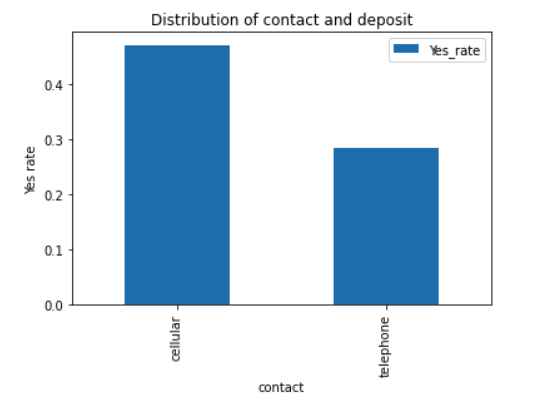 Distribution of contact and deposit
Yes_rate
Yes rate
0.4
0.3
0.2
0.1
0.0
cellular
telephone
contact